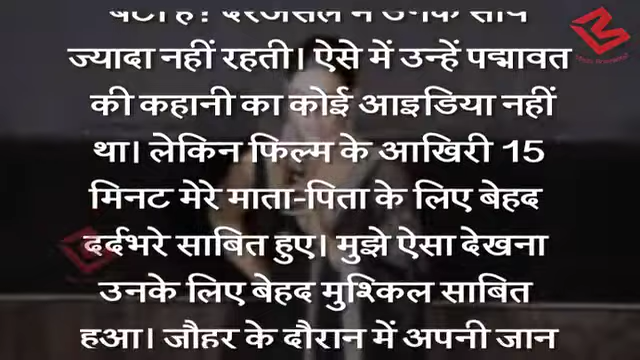 ज्यादा नहीं रहती। ऐसे में उन्हें पद्मावत
की कहानी का कोई आइडिया नहीं
था। लेकिन फिल्म के आखिरी 15
मिनट मेरे माता-पिता के लिए बेहद
दर्दभरे साबित हुए। मुझे ऐसा देखना
उनके लिए बेहद मुश्किल साबित
हुआ। जौहर के दौरान में अपनी जान